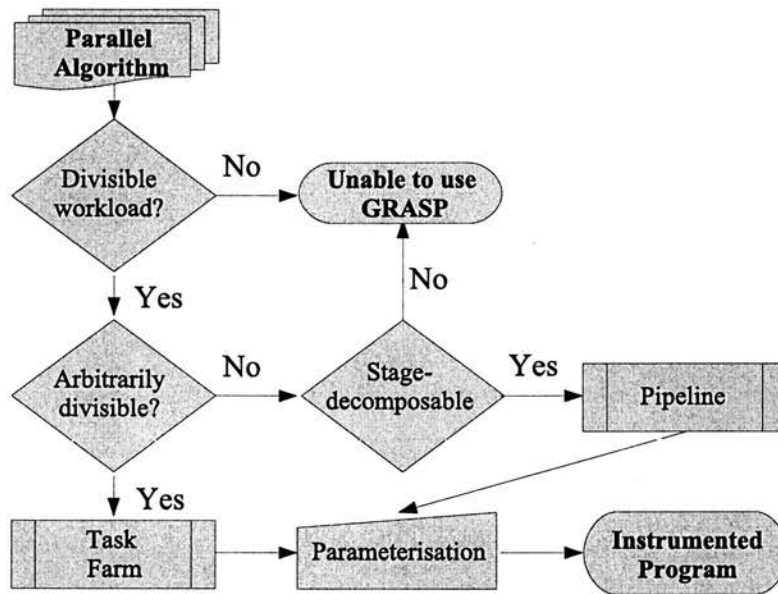 Parallel
Algorithm
Divisible
workload?
No
Unable to use
GRASP
No
Yes
Arbitrarily
divisible?
No
Stage-
decomposable
Yes
Pipeline
Yes
Task
Farm
Parameterisation
Instrumented
Program